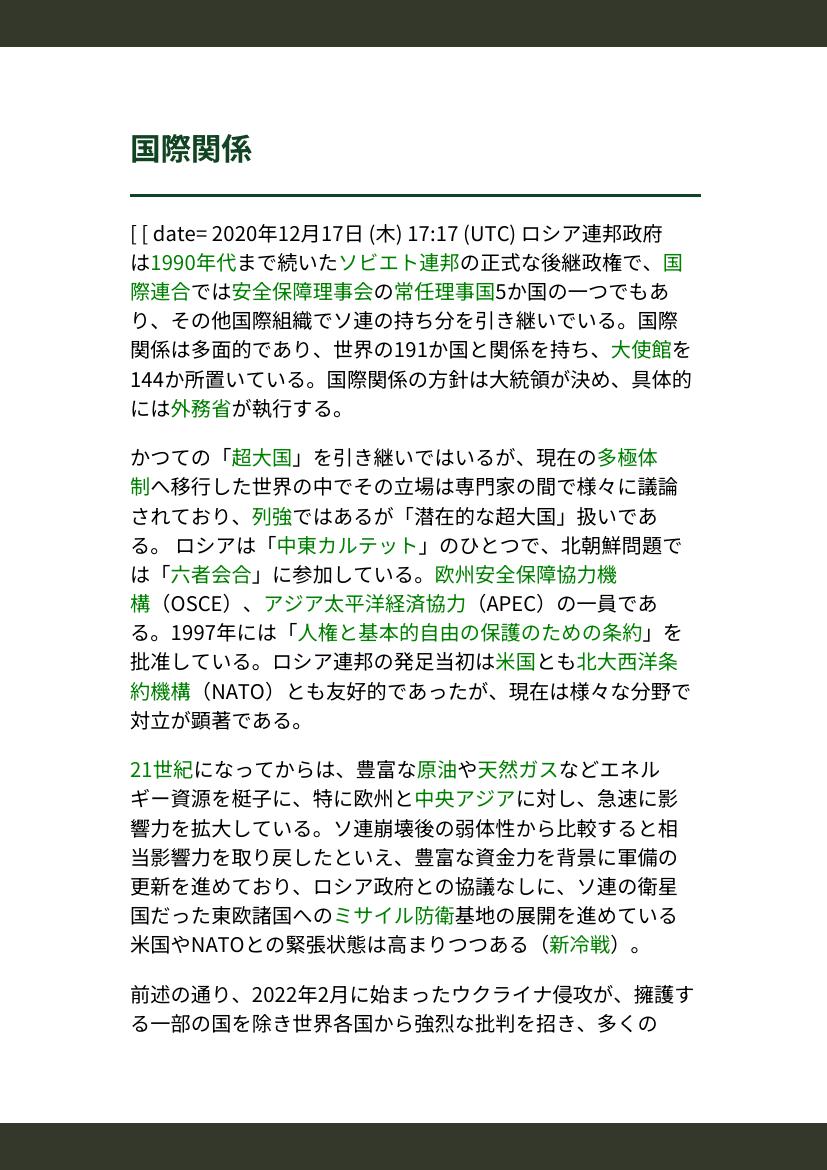 国際関係
[ [ date= 2020年12月17日 (木) 17:17 (UTC) ロシア連邦政府
は1990年代まで続いたソビエト連邦の正式な後継政権で、国
際連合では安全保障理事会の常任理事国5か国の一つでもあ
り、その他国際組織でソ連の持ち分を引き継いでいる。国際
関係は多面的であり、世界の191か国と関係を持ち、大使館を
144か所置いている。国際関係の方針は大統領が決め、具体的
には外務省が執行する。
かつての「超大国」を引き継いではいるが、現在の多極体
制へ移行した世界の中でその立場は専門家の間で様々に議論
されており、列強ではあるが「潜在的な超大国」扱いであ
る。 ロシアは「中東カルテット」のひとつで、北朝鮮問題で
は「六者会合」に参加している。欧州安全保障協力機
構（OSCE）、アジア太平洋経済協力（APEC）の一員であ
る。1997年には「人権と基本的自由の保護のための条約」を
批准している。ロシア連邦の発足当初は米国とも北大西洋条
約機構（NATO）とも友好的であったが、現在は様々な分野で
対立が顕著である。
21世紀になってからは、豊富な原油や天然ガスなどエネル
ギー資源を梃子に、特に欧州と中央アジアに対し、急速に影
響力を拡大している。ソ連崩壊後の弱体性から比較すると相
当影響力を取り戻したといえ、豊富な資金力を背景に軍備の
更新を進めており、ロシア政府との協議なしに、ソ連の衛星
国だった東欧諸国へのミサイル防衛基地の展開を進めている
米国やNATOとの緊張状態は高まりつつある（新冷戦）。
前述の通り、2022年2月に始まったウクライナ侵攻が、擁護す
る一部の国を除き世界各国から強烈な批判を招き、多くの